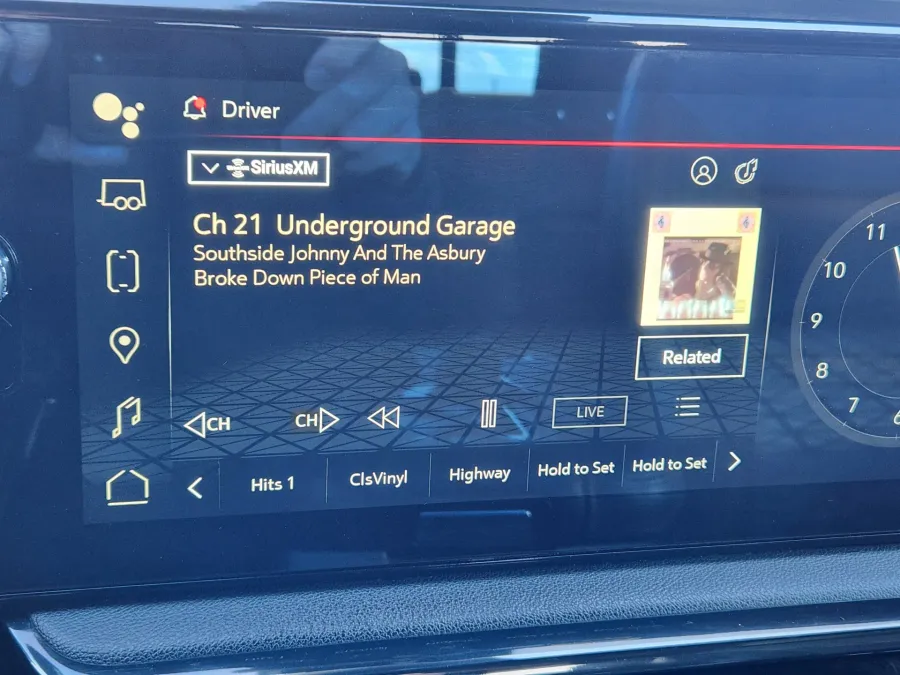 Driver
SiriusXM
Ch 21 Underground Garage
Southside Johnny And The Asbury
Broke Down Piece of Man
Related
CH
CH
LIVE
Hits 1
ClsVinyl
Highway
Hold to Set
Hold to Set
11
10
9
8
7
6